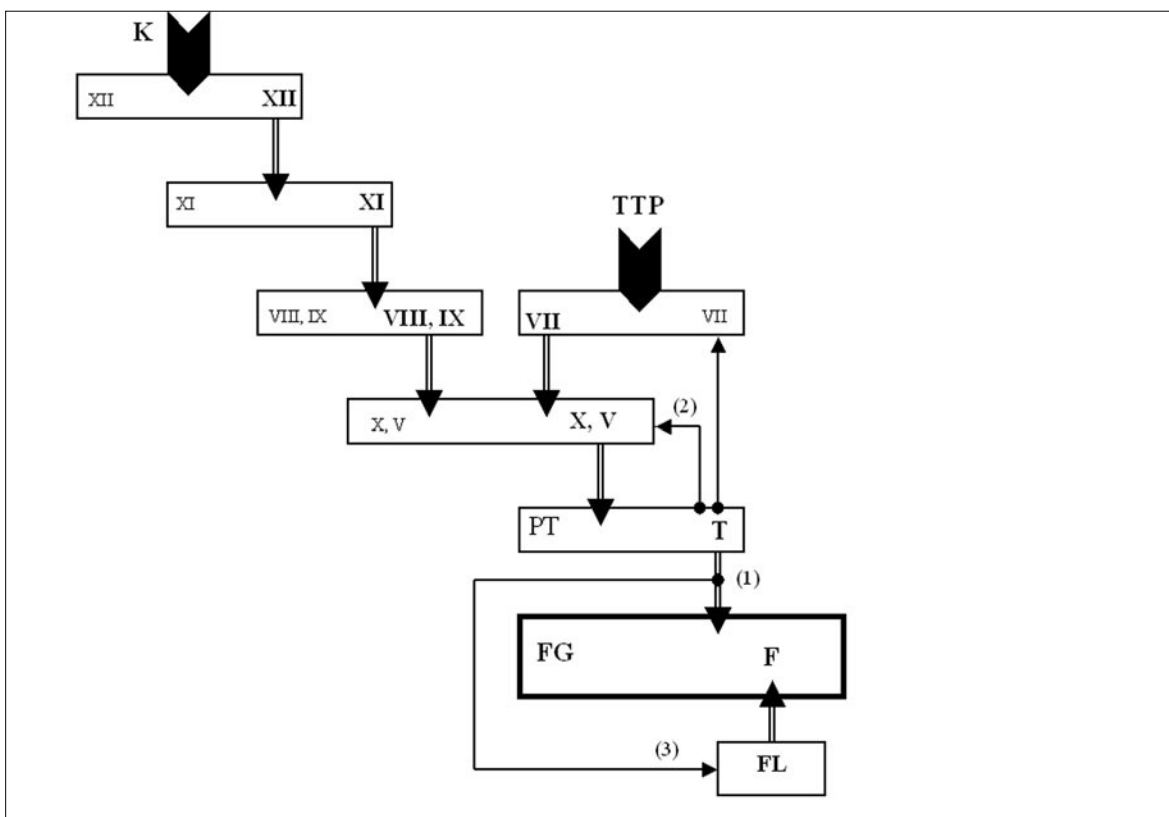 K
XII XII
XI XI
TTP
VIII, IX VIII, IX
VII VII
X, V X, V
(2)
PT T
(1)
FG F
(3)
FL